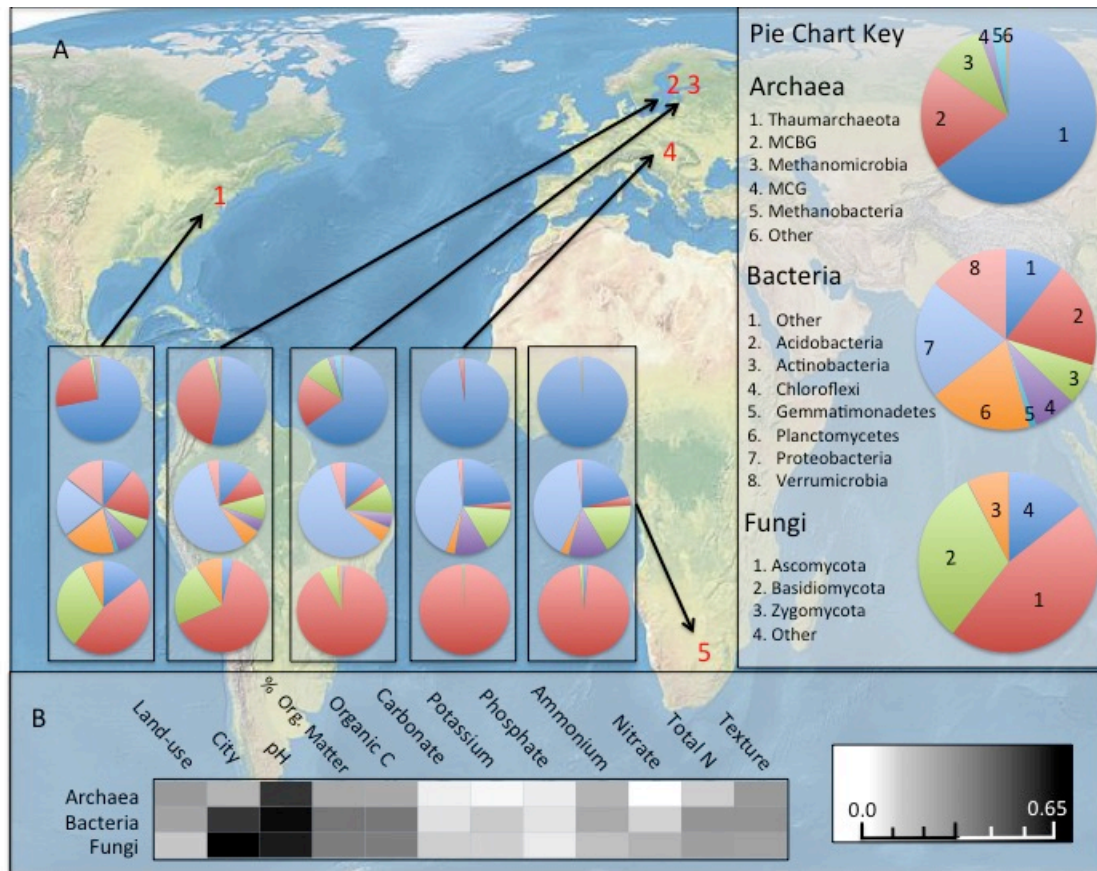 A
1
2 3
4
5
Pie Chart Key
Archaea
1. Thaumarchaeota
2. MCBG
3. Methanomicrobia
4. MCG
5. Methanobacteria
6. Other
1
2
3
4
5
6
Bacteria
1. Other
2. Acidobacteria
3. Actinobacteria
4. Chloroflexi
5. Gemmatimonadetes
6. Planctomycetes
7. Proteobacteria
8. Verrumicrobia
1
2
3
4
5
6
7
8
Fungi
1. Ascomycota
2. Basidiomycota
3. Zygomycota
4. Other
4
1
2
3
B
Land-use
City
pH
% Org. Matter
Organic C
Carbonate
Potassium
Phosphate
Ammonium
Nitrate
Total N
Texture
Archaea
Bacteria
Fungi
0.0
0.65